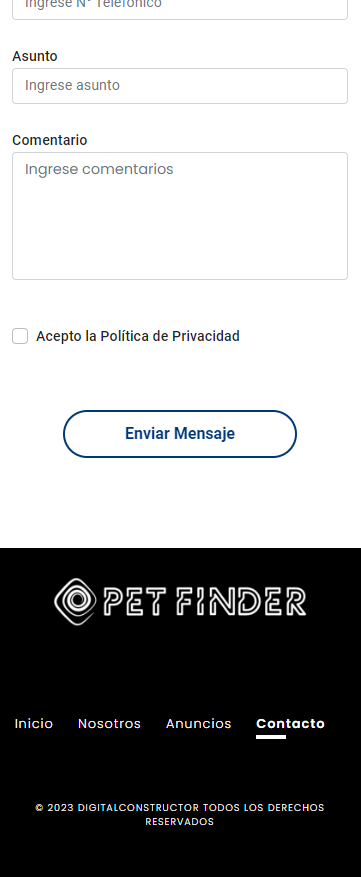 Ingrese N° Telefonico
Asunto
Ingrese asunto
Comentario
Ingrese comentarios
Acepto la Política de Privacidad
Enviar Mensaje
PET FINDER
Inicio Nosotros Anuncios Contacto
© 2023 DIGITALCONSTRUCTOR TODOS LOS DERECHOS
RESERVADOS